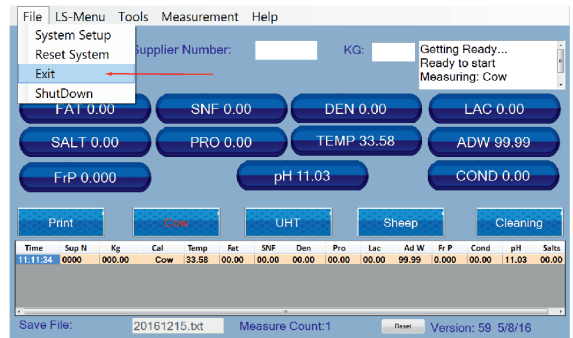 File LS-Menu Tools Measurement Help
System Setup
Reset System
Exit
ShutDown
Supplier Number: KG:
Getting Ready...
Ready to start
Measuring: Cow
FAT 0.00 SNF 0.00 DEN 0.00 LAC 0.00
SALT 0.00 PRO 0.00 TEMP 33.58 ADW 99.99
FrP 0.000 pH 11.03 COND 0.00
Print Cow UHT Sheep Cleaning
Time Sup N Kg Cal Temp Fat SNF Den Pro Lac Ad W Fr P Cond pH Salts
11:11:34 0000 000.00 Cow 33.58 00.00 00.00 00.00 00.00 00.00 99.99 0.000 00.00 11.03 00.00
Save File: 20161215.txt Measure Count:1 Reset Version: 59 5/8/16